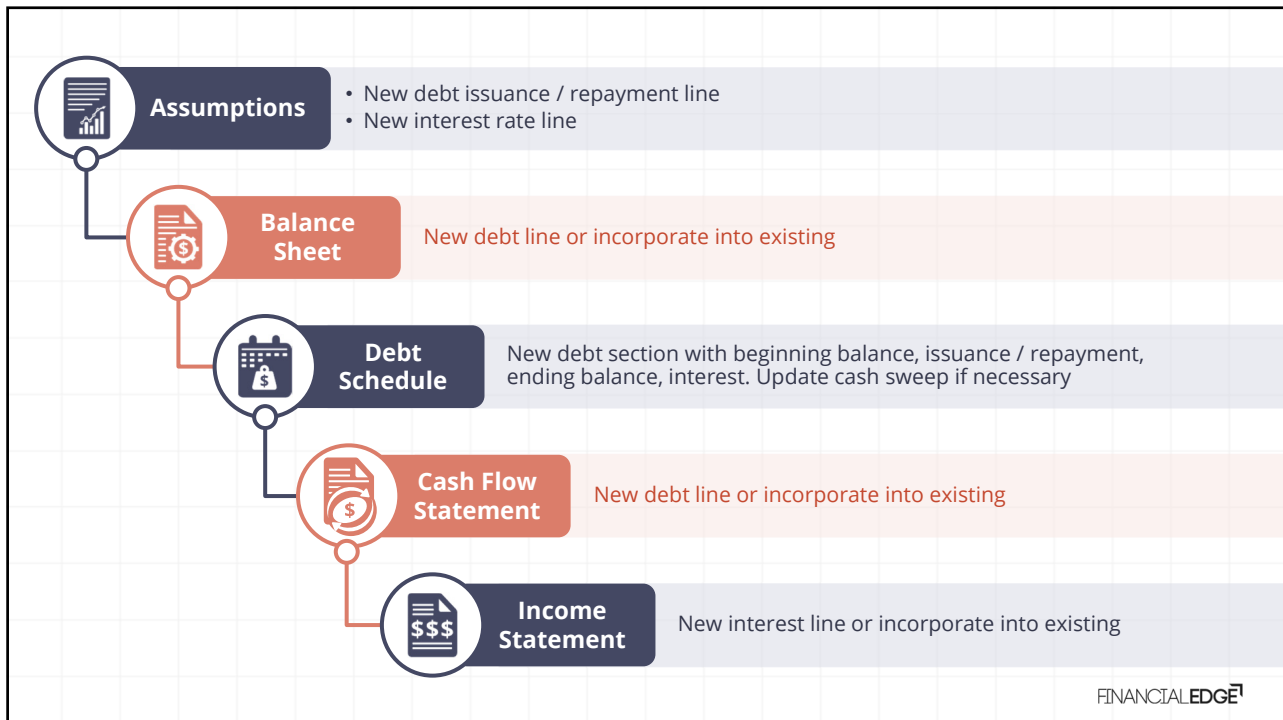 Assumptions
• New debt issuance / repayment line
• New interest rate line
Balance
Sheet
New debt line or incorporate into existing
$
Debt
Schedule
New debt section with beginning balance, issuance / repayment,
ending balance, interest. Update cash sweep if necessary
$
Cash Flow
Statement
New debt line or incorporate into existing
$
Income
Statement
New interest line or incorporate into existing
$$$
FINANCIALEDGE